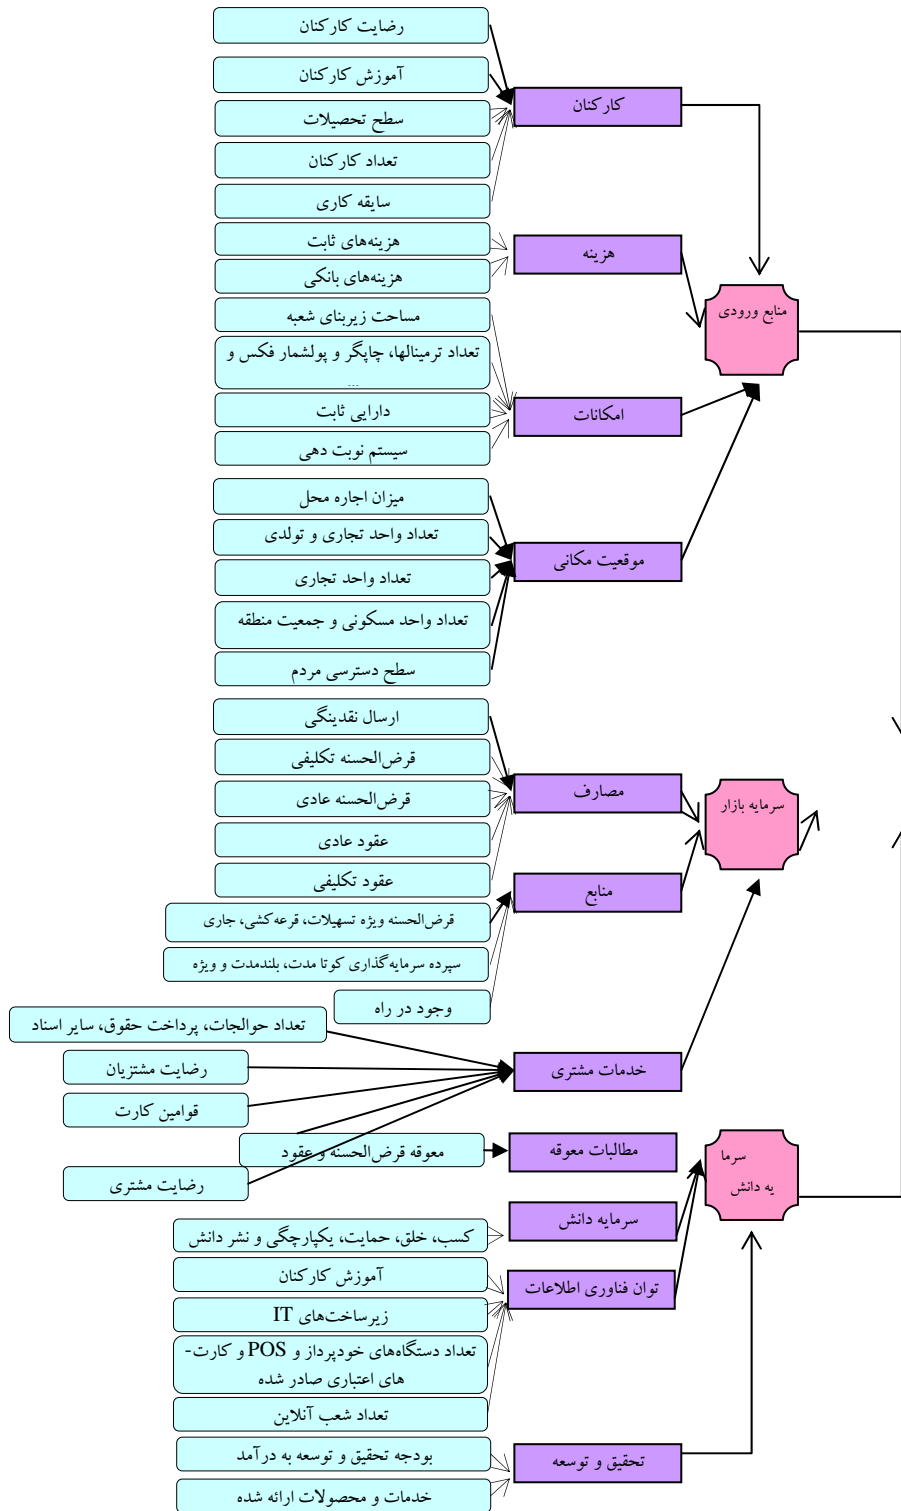 رضایت کارکنان
آموزش کارکنان
سطح تحصیلات
تعداد کارکنان
سایقه کاری
کارکنان
هزینه‌های ثابت
هزینه‌های بانکی
هزینه
مساحت زیربنای شعبه
تعداد ترمینالها، چاپگر و پولشمار فکس و
...
دارایی ثابت
سیستم نوبت دهی
امکانات
منابع ورودی
میزان اجاره محل
تعداد واحد تجاری و تولدی
تعداد واحد تجاری
تعداد واحد مسکونی و جمعیت منطقه
سطح دسترسی مردم
موقعیت مکانی
ارسال نقدینگی
قرض‌الحسنه تکلیفی
قرض‌الحسنه عادی
عقود عادی
عقود تکلیفی
مصارف
سرمایه بازار
قرض‌الحسنه ویژه تسهیلات، قرعه‌کشی، جاری
سپرده سرمایه‌گذاری کوتا مدت، بلندمدت و ویژه
وجود در راه
منابع
تعداد حوالجات، پرداخت حقوق، سایر اسناد
رضایت مشتزیان
قوامین کارت
خدمات مشتری
معوقه قرض‌الحسنه و عقود
مطالبات معوقه
رضایت مشتری
سرما
یه دانش
کسب، خلق، حمایت، یکپارچگی و نشر دانش
سرمایه دانش
آموزش کارکنان
زیرساخت‌های IT
تعداد دستگاه‌های خودپرداز و POS و کارت-
های اعتباری صادر شده
تعداد شعب آنلاین
توان فناوری اطلاعات
بودجه تحقیق و توسعه به درآمد
خدمات و محصولات ارائه شده
تحقیق و توسعه